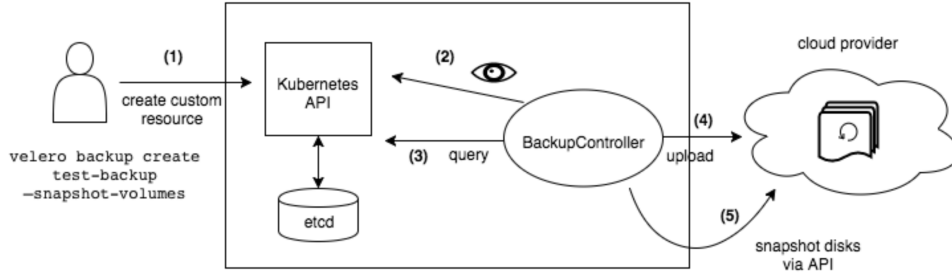 (1)
create custom
resource
velero backup create
test-backup
—snapshot-volumes
Kubernetes
API
etcd
(2)
(3)
query
BackupController
(4)
upload
(5)
cloud provider
snapshot disks
via API